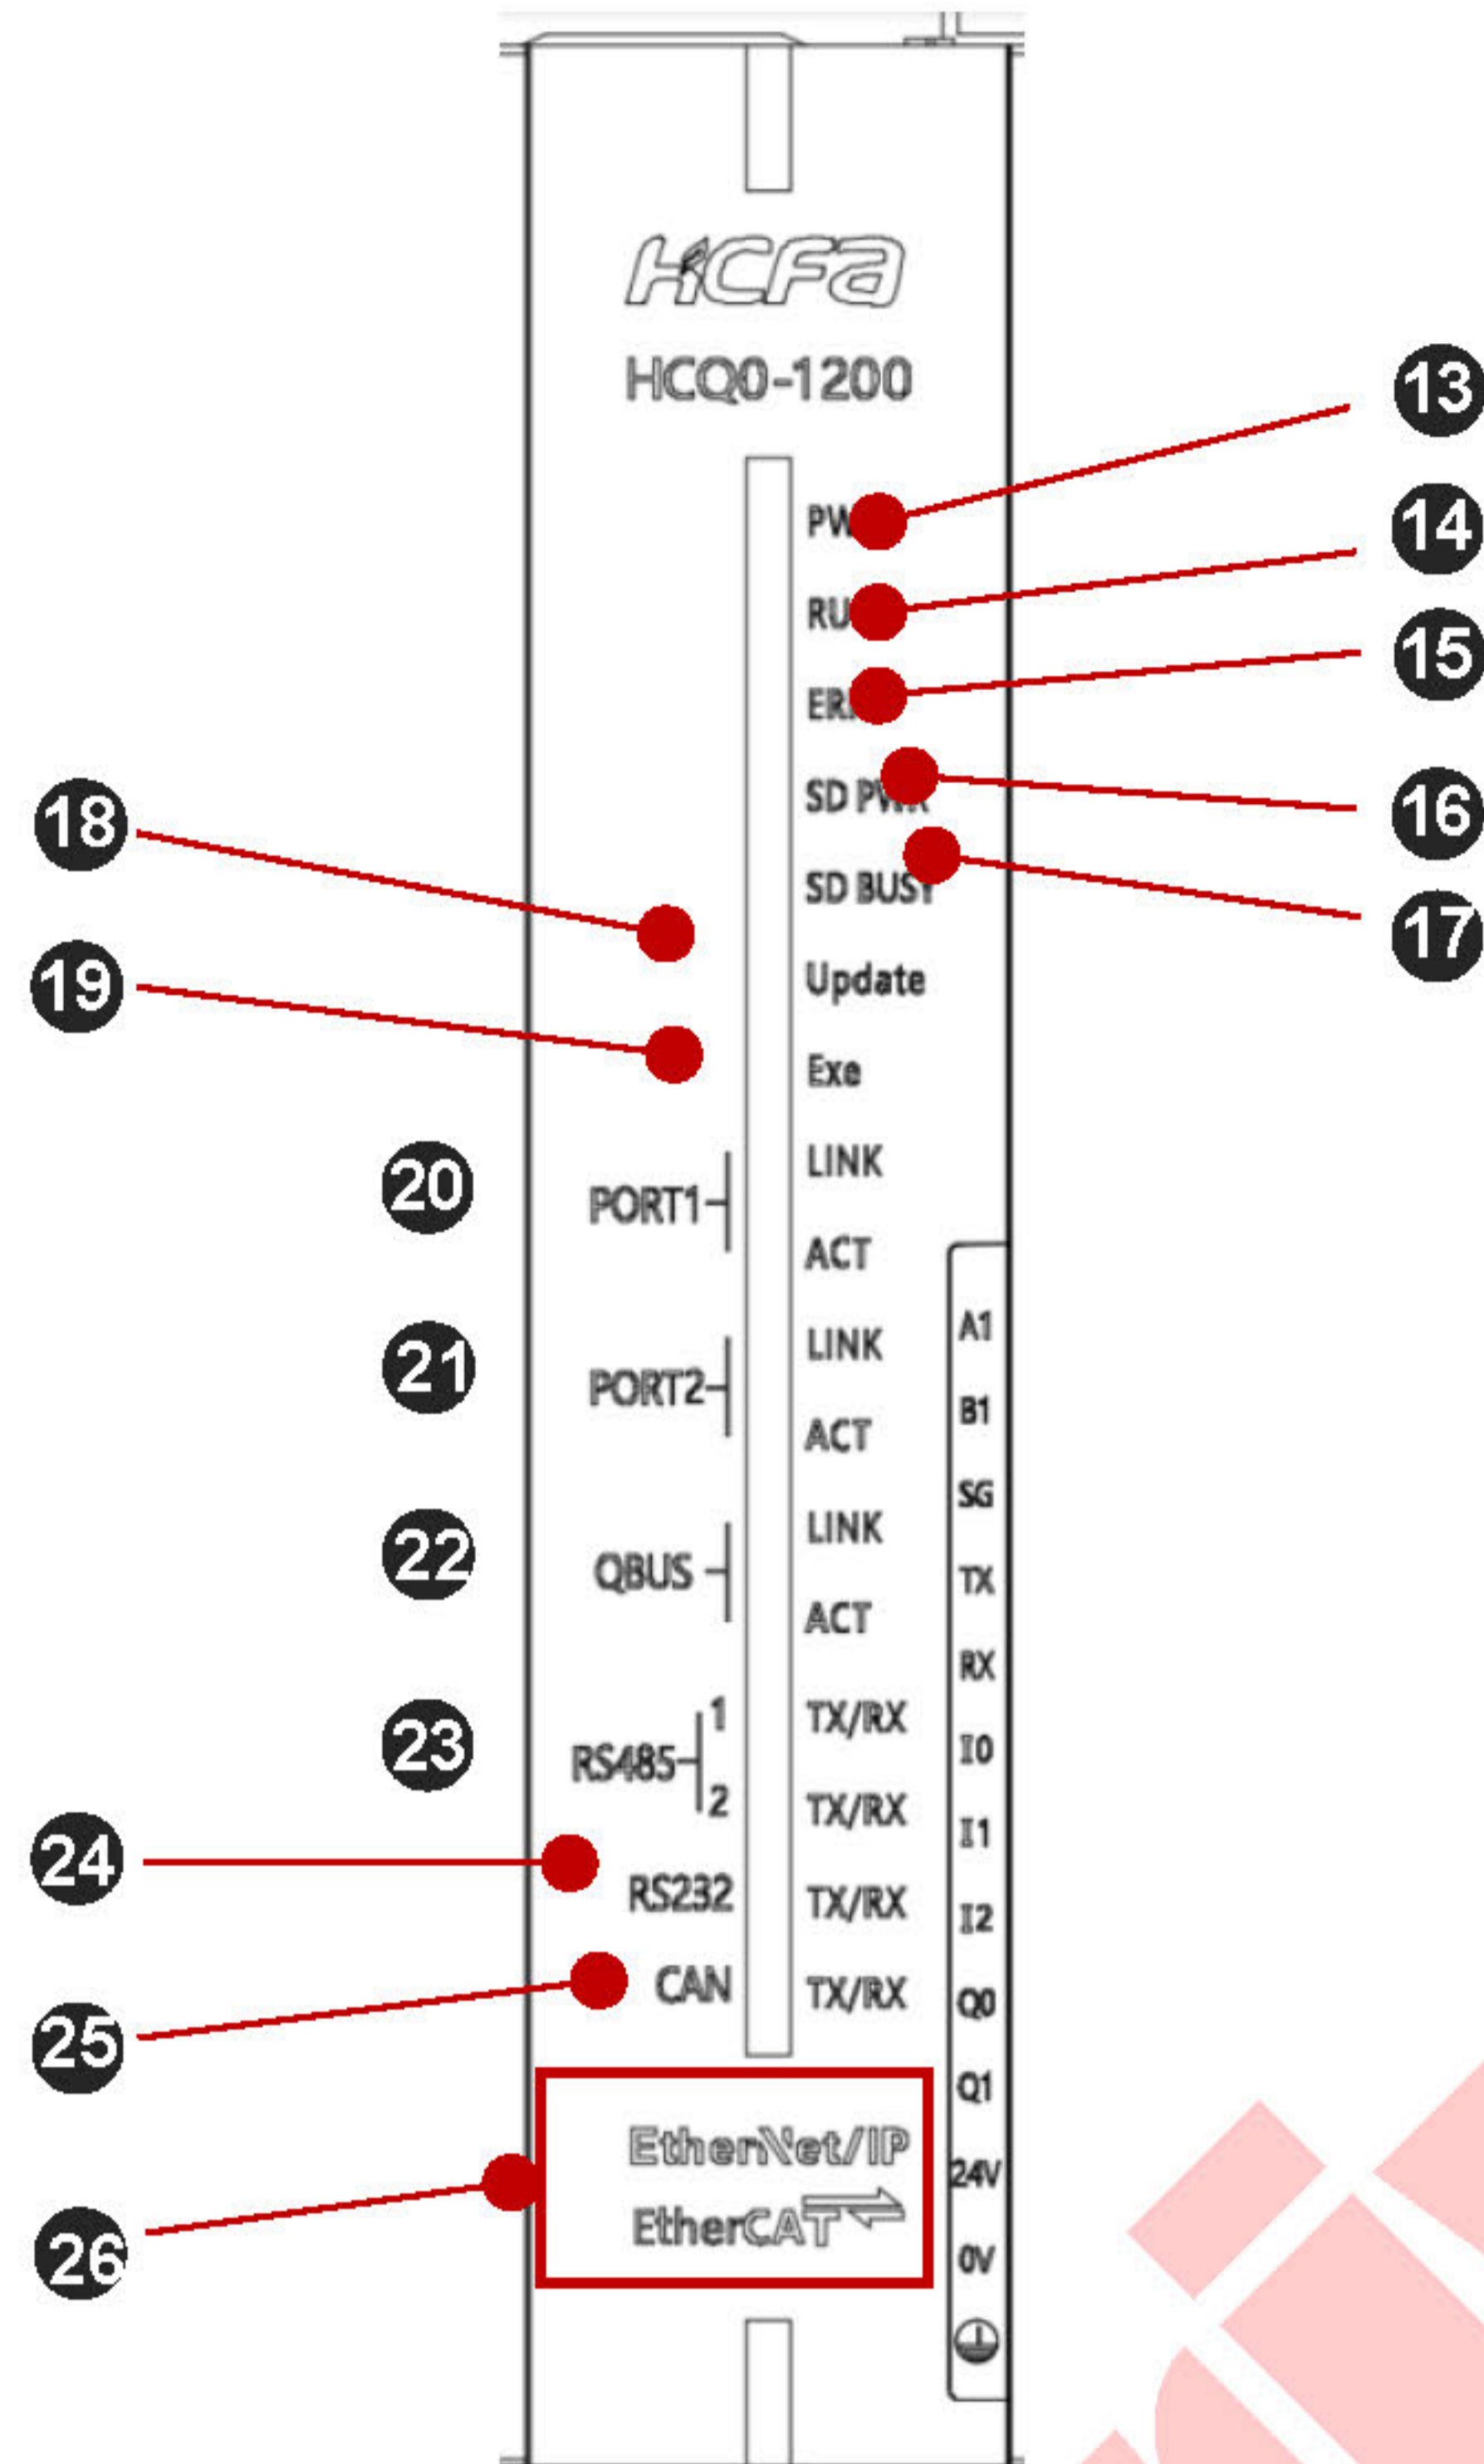 HCFA
HCQ0-1200
13
14
RU
15
16
SD PWR
18
SD BUSY
17
Update
19
Exe
LINK
20
PORT1
ACT
A1
LINK
21
PORT2
B1
ACT
SG
LINK
22
QBUS
TX
ACT
RX
1
TX/RX
23
RS485
I0
2
TX/RX
I1
24
RS232
TX/RX
I2
CAN
TX/RX
Q0
25
Q1
EtherNet/IP
24V
EtherCAT
26
0V